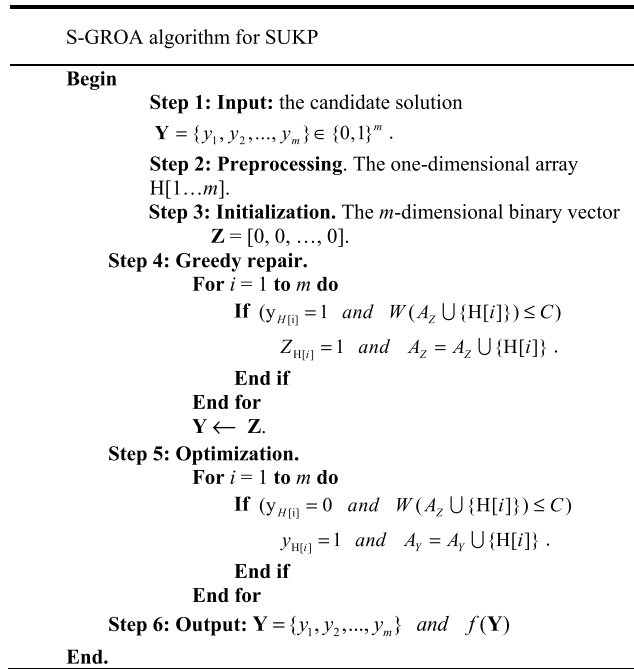 S-GROA algorithm for SUKP
Begin
Step 1: Input: the candidate solution
Y = {y₁, y₂,..., yₘ} ∈ {0,1}ᵐ .
Step 2: Preprocessing. The one-dimensional array
H[1…m].
Step 3: Initialization. The m-dimensional binary vector
Z = [0, 0, …, 0].
Step 4: Greedy repair.
For i = 1 to m do
If (y_{H[i]} = 1 and W(A_Z ∪ {H[i]}) ≤ C)
Z_{H[i]} = 1 and A_Z = A_Z ∪ {H[i]} .
End if
End for
Y ← Z.
Step 5: Optimization.
For i = 1 to m do
If (y_{H[i]} = 0 and W(A_Z ∪ {H[i]}) ≤ C)
y_{H[i]} = 1 and A_Y = A_Y ∪ {H[i]} .
End if
End for
Step 6: Output: Y = {y₁, y₂,..., yₘ} and f(Y)
End.